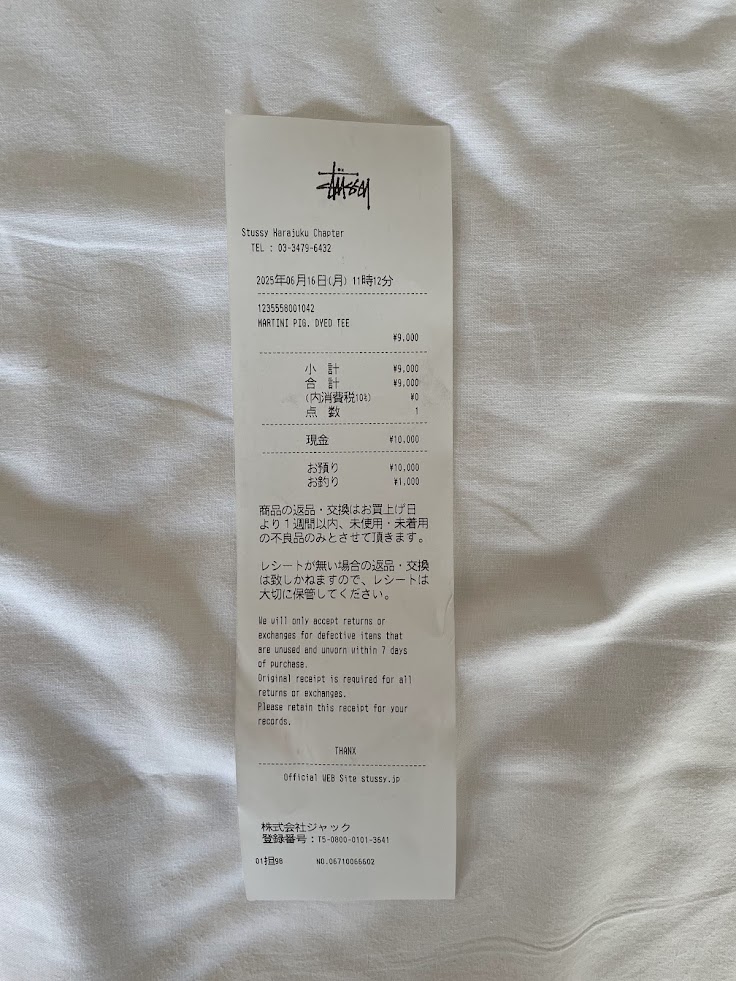 Stüssy
Stussy Harajuku Chapter
TEL : 03-3479-6432
2025年06月16日(月) 11時12分
1235558001042
MARTINI PIG. DYED TEE
¥9,000
小 計 ¥9,000
合 計 ¥9,000
(内消費税10%) ¥0
点 数 1
現金 ¥10,000
お預り ¥10,000
お釣り ¥1,000
商品の返品・交換はお買上げ日
より1週間以内、未使用・未着用
の不良品のみとさせて頂きます。
レシートが無い場合の返品・交換
は致しかねますので、レシートは
大切に保管してください。
We will only accept returns or
exchanges for defective items that
are unused and unworn within 7 days
of purchase.
Original receipt is required for all
returns or exchanges.
Please retain this receipt for your
records.
THANX
Official WEB Site stussy.jp
株式会社ジャック
登録番号：T5-0800-0101-3641
01担98 NO.06710066602